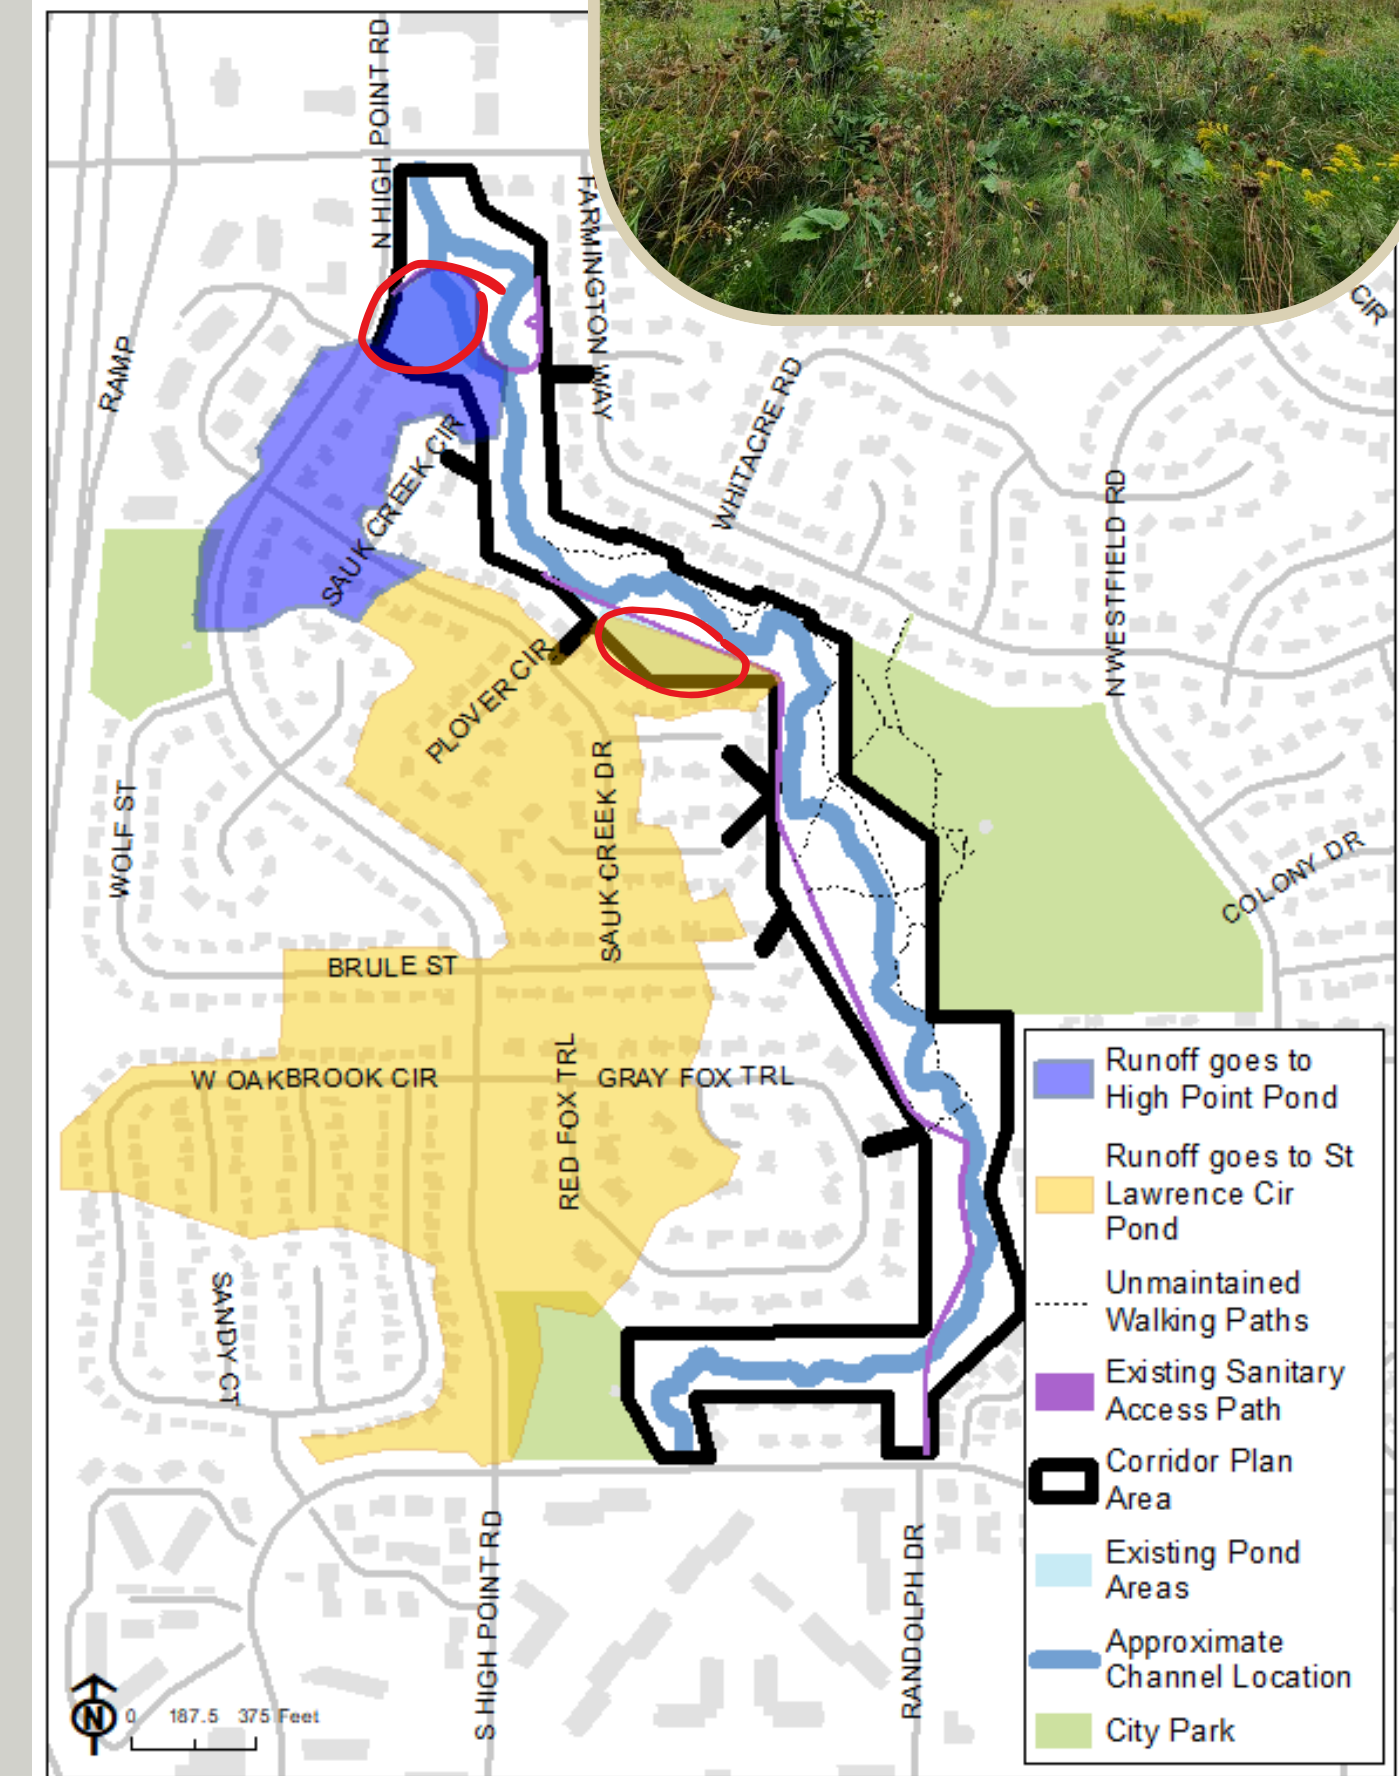 N HIGH POINT RD
FARMINGTON WAY
CIR
RAMP
WHITACRE RD
SAUK CREEK CIR
N WESTFIELD RD
PLOVER CIR
SAUK CREEK DR
WOLF ST
COLONY DR
BRULE ST
W OAKBROOK CIR
RED FOX TRL
GRAY FOX TRL
SANDY CT
S HIGH POINT RD
RANDOLPH DR
Runoff goes to
High Point Pond
Runoff goes to St
Lawrence Cir
Pond
Unmaintained
Walking Paths
Existing Sanitary
Access Path
Corridor Plan
Area
Existing Pond
Areas
Approximate
Channel Location
City Park
N
0 187.5 375 Feet